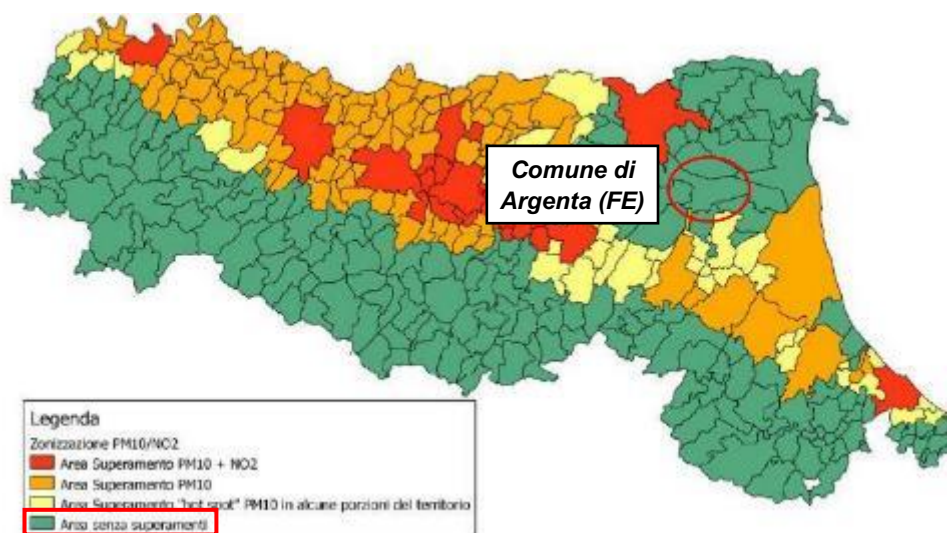 Comune di
Argenta (FE)
Legenda
Zonizzazione PM10/NO2
Area Superamento PM10 + NO2
Area Superamento PM10
Area Superamento "hot spot" PM10 in alcune porzioni del territorio
Area senza superamenti